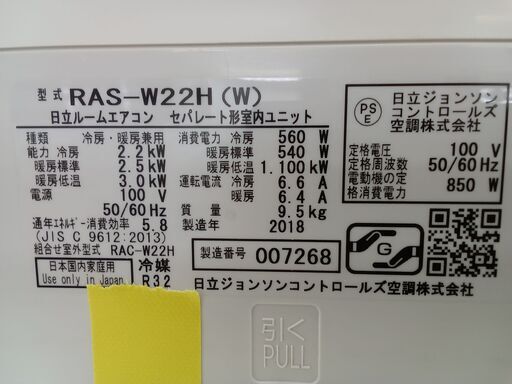 型式 RAS-W22H(W)
日立ルームエアコン セパレート形室内ユニット
種類 冷房・暖房兼用
能力 冷房 2.2kW
暖房標準 2.5kW
暖房低温 3.0kW
電源 100 V
50/60Hz
通年エネルギー消費効率 5.8
(JIS C 9612:2013)
組合せ室外型式 RAC-W22H
日本国内家庭用
Use only in Japan
冷媒
R32
消費電力 冷房 560 W
暖房標準 540 W
暖房低温 1.100kW
運転電流 冷房 6.6 A
暖房 6.4 A
質量 9.5kg
製造年 2018
製造番号 007268
PS
E
日立ジョンソン
コントロールズ
空調株式会社
定格電圧 100 V
定格周波数 50/60Hz
電動機の定
格消費電力 850 W
G
日立ジョンソンコントロールズ空調株式会社
引く
PULL